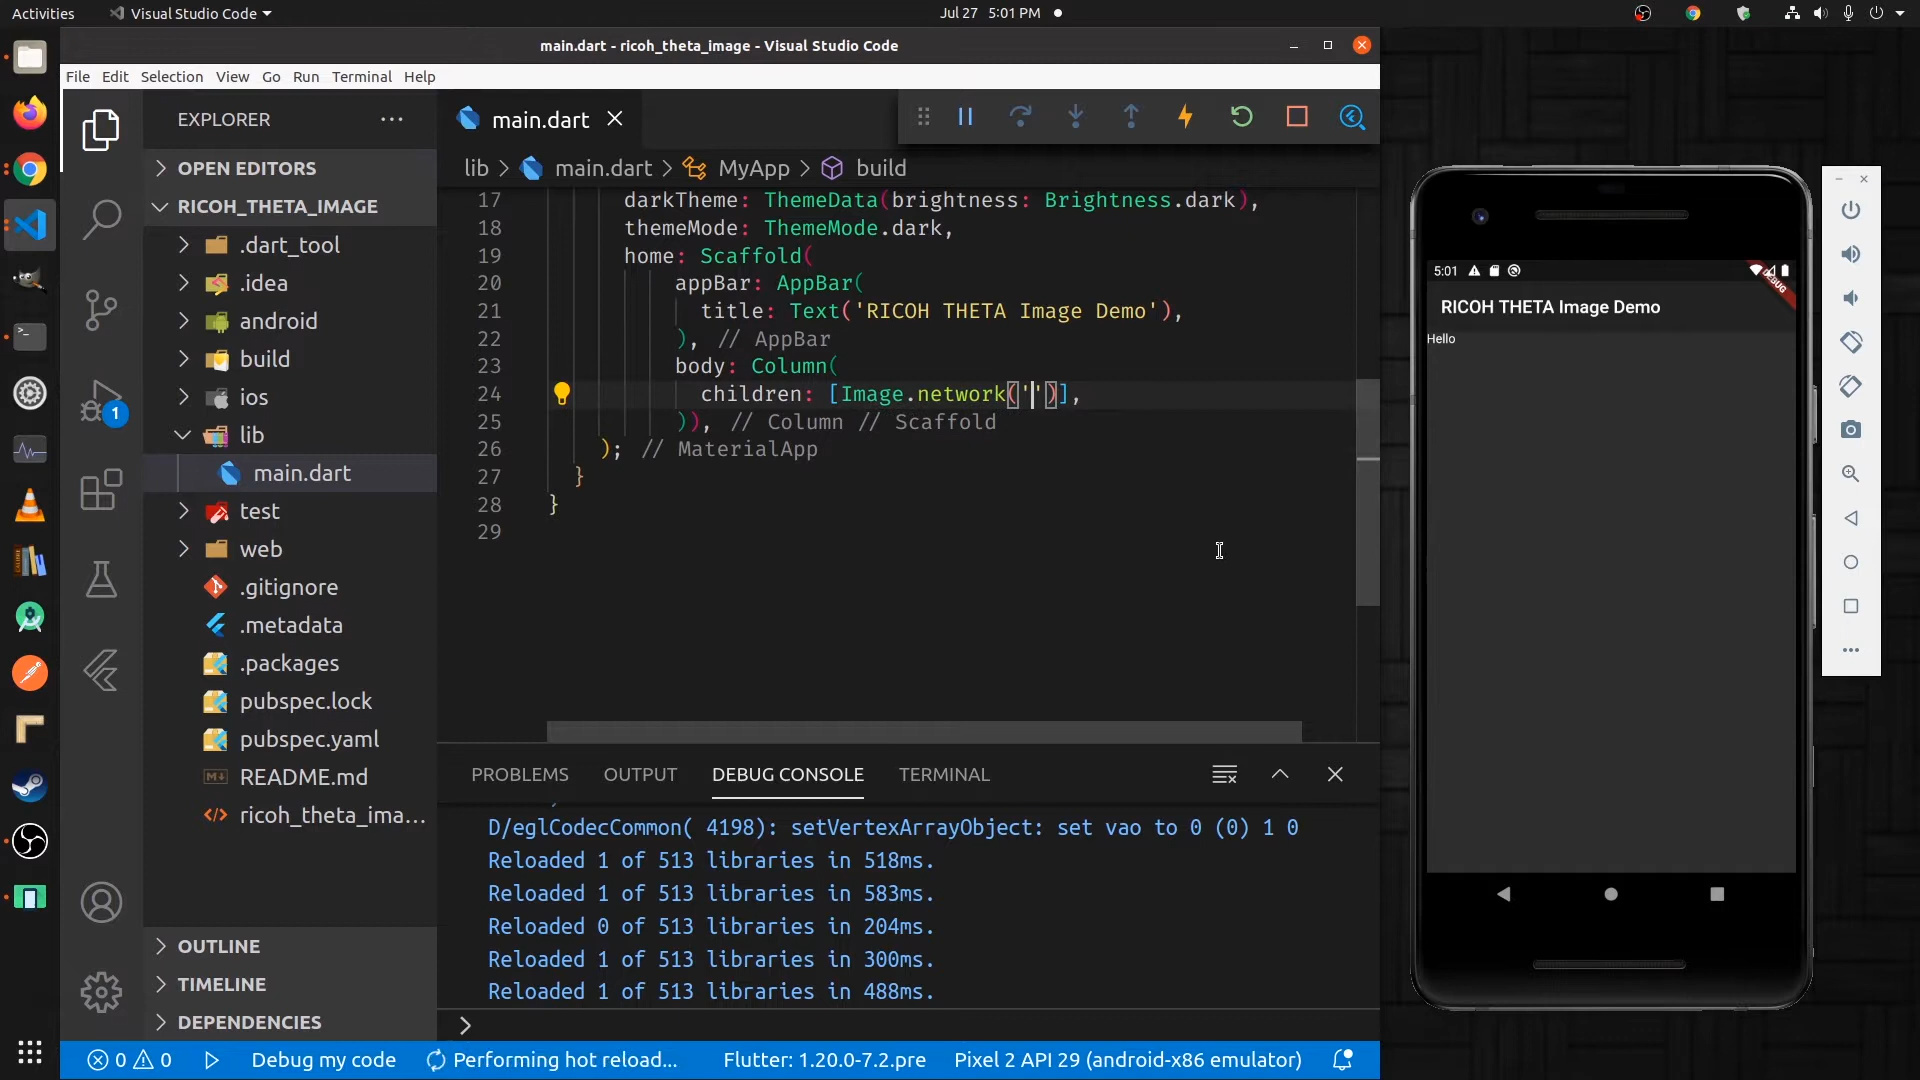 Activities
Visual Studio Code
Jul 27 5:01 PM
main.dart - ricoh_theta_image - Visual Studio Code
File Edit Selection View Go Run Terminal Help
EXPLORER
main.dart
OPEN EDITORS
lib > main.dart > MyApp > build
RICOH_THETA_IMAGE
.dart_tool
.idea
android
build
ios
lib
main.dart
test
web
.gitignore
.metadata
.packages
pubspec.lock
pubspec.yaml
README.md
ricoh_theta_ima...
OUTLINE
TIMELINE
DEPENDENCIES
1
17 darkTheme: ThemeData(brightness: Brightness.dark),
18 themeMode: ThemeMode.dark,
19 home: Scaffold(
20 appBar: AppBar(
21 title: Text('RICOH THETA Image Demo'),
22 ), // AppBar
23 body: Column(
24 children: [Image.network('')],
25 )), // Column // Scaffold
26 ); // MaterialApp
27 }
28 }
29
PROBLEMS OUTPUT DEBUG CONSOLE TERMINAL
D/eglCodecCommon( 4198): setVertexArrayObject: set vao to 0 (0) 1 0
Reloaded 1 of 513 libraries in 518ms.
Reloaded 1 of 513 libraries in 583ms.
Reloaded 0 of 513 libraries in 204ms.
Reloaded 1 of 513 libraries in 300ms.
Reloaded 1 of 513 libraries in 488ms.
>
0 0 Debug my code Performing hot reload... Flutter: 1.20.0-7.2.pre Pixel 2 API 29 (android-x86 emulator)
5:01
DEBUG
RICOH THETA Image Demo
Hello